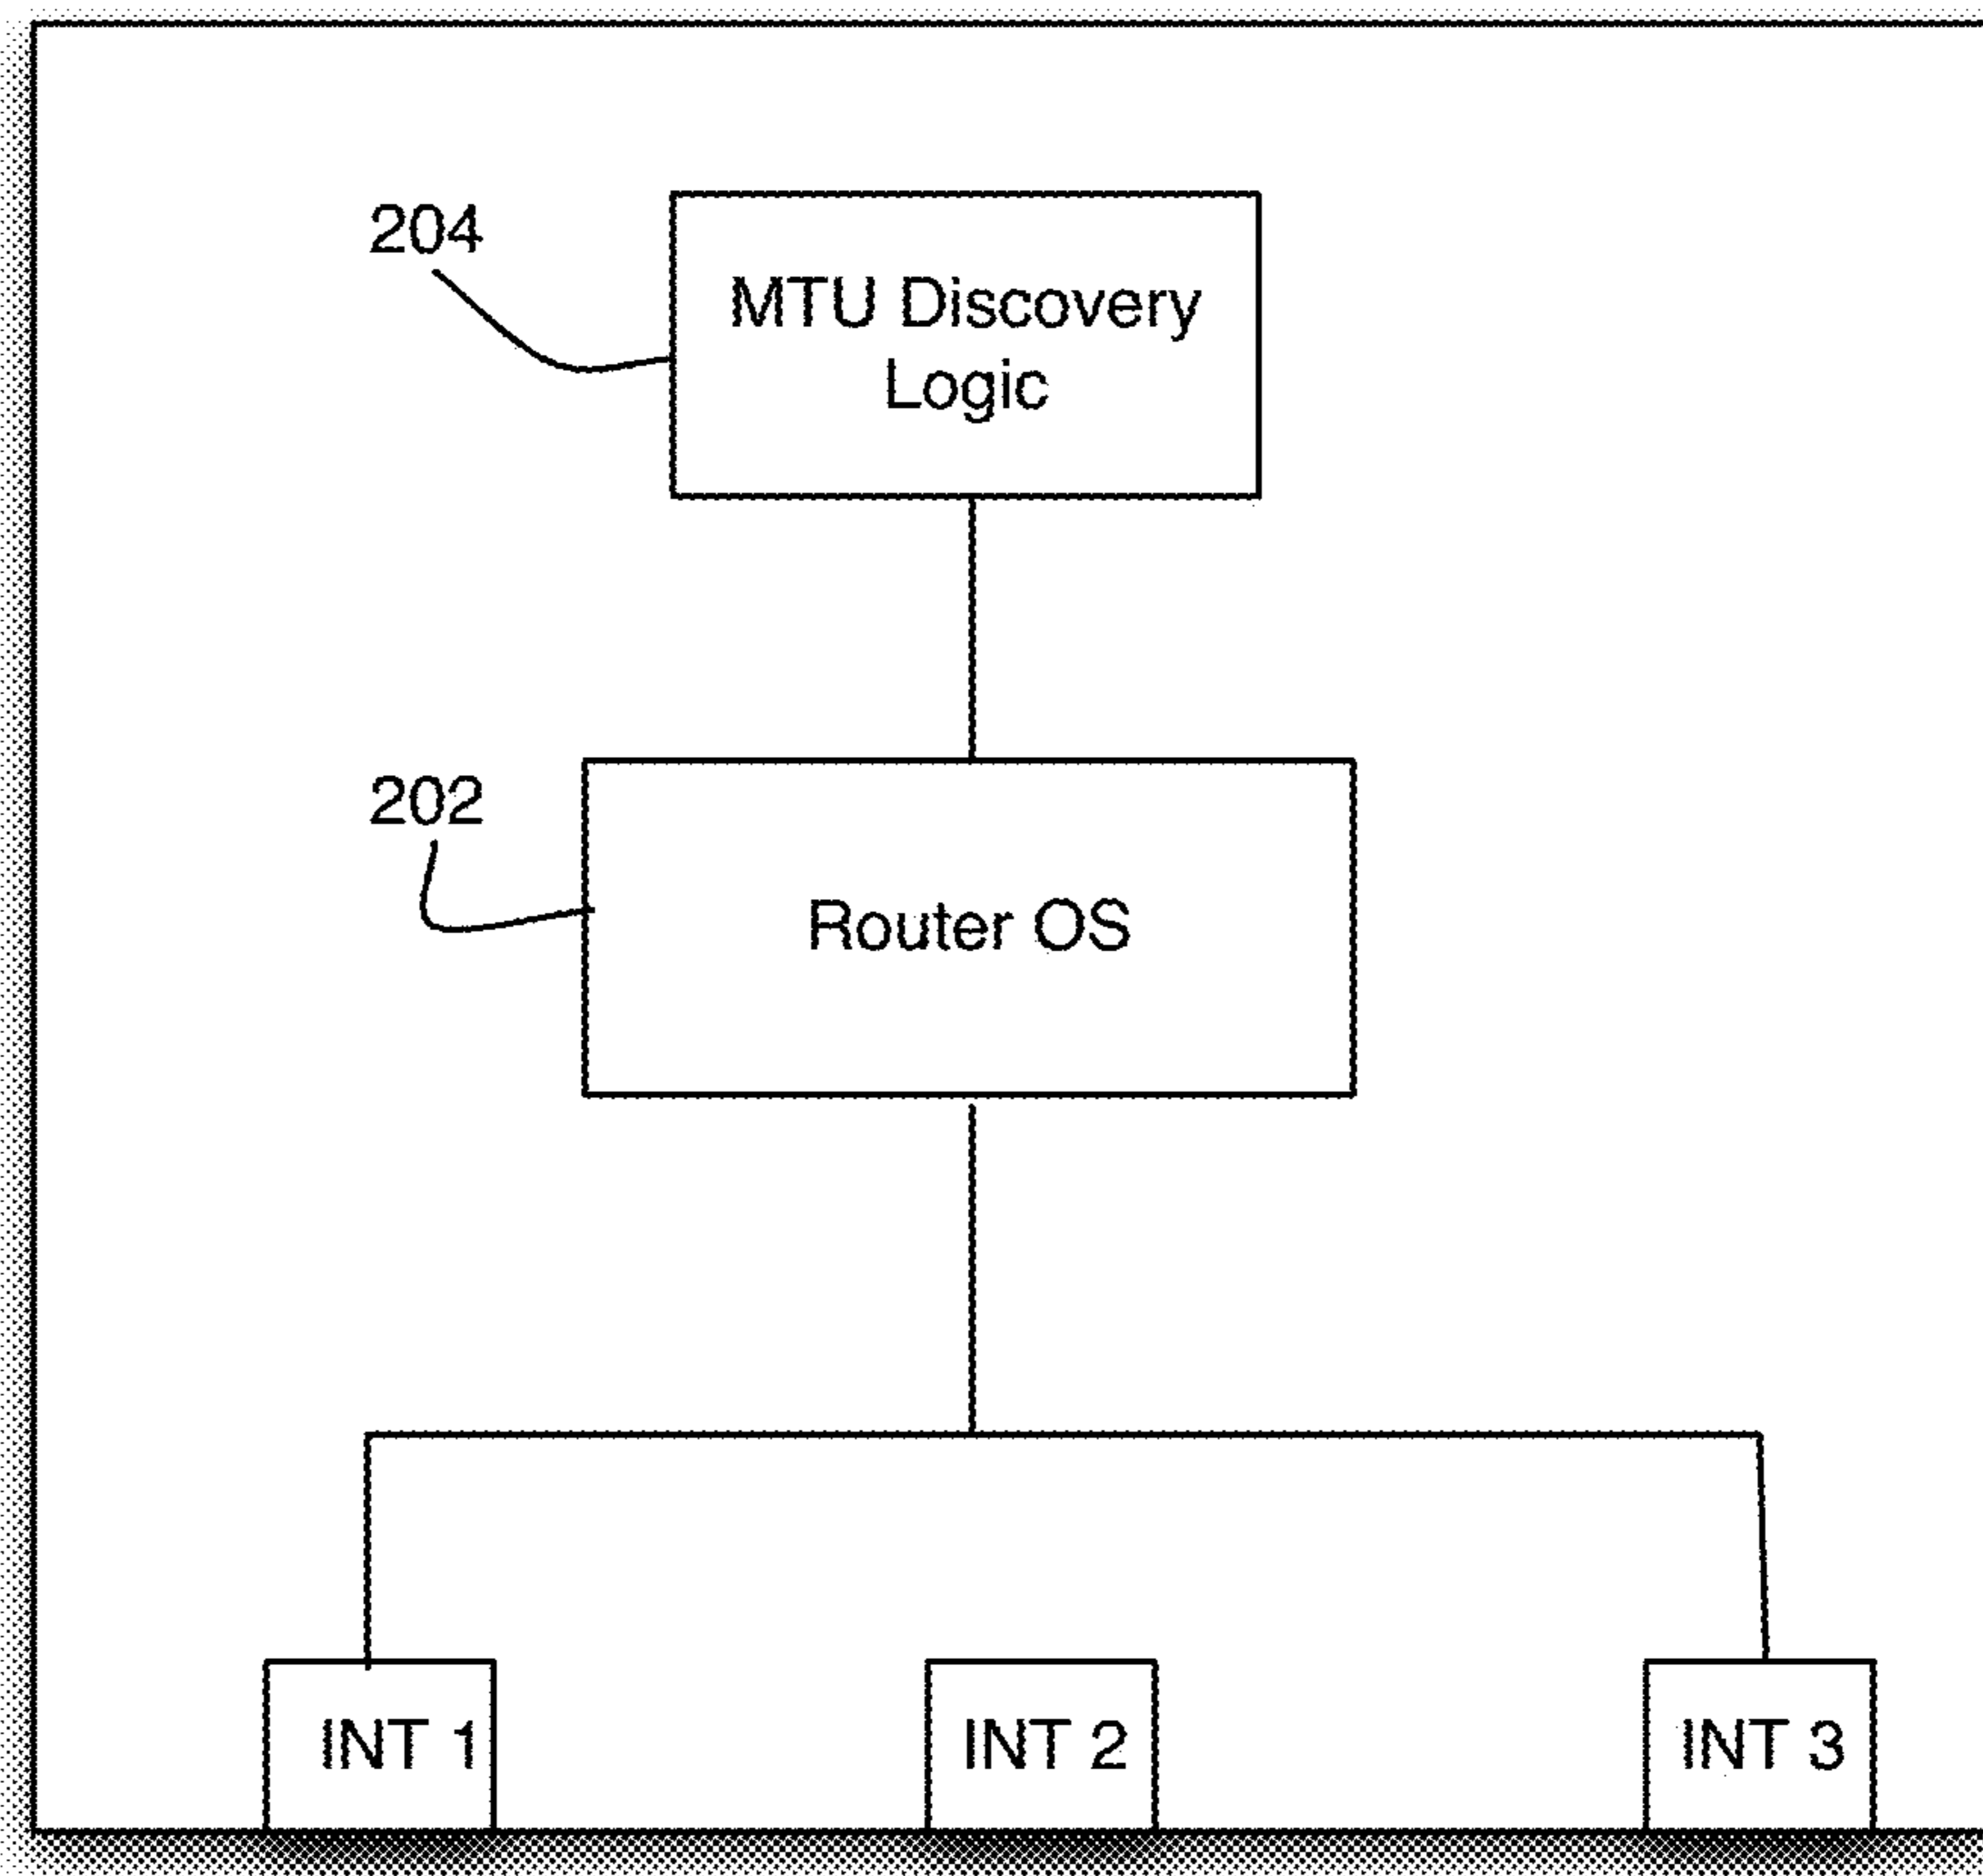 204
MTU Discovery
Logic
202
Router OS
INT 1
INT 2
INT 3